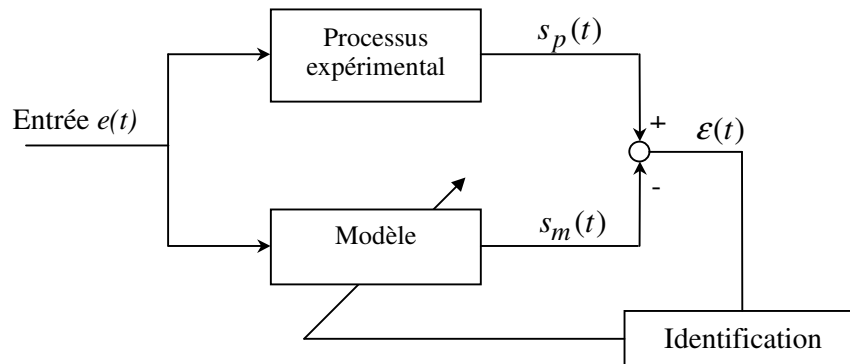 Processus
expérimental
s_p(t)
Entrée e(t)
+
ε(t)
-
Modèle
s_m(t)
Identification